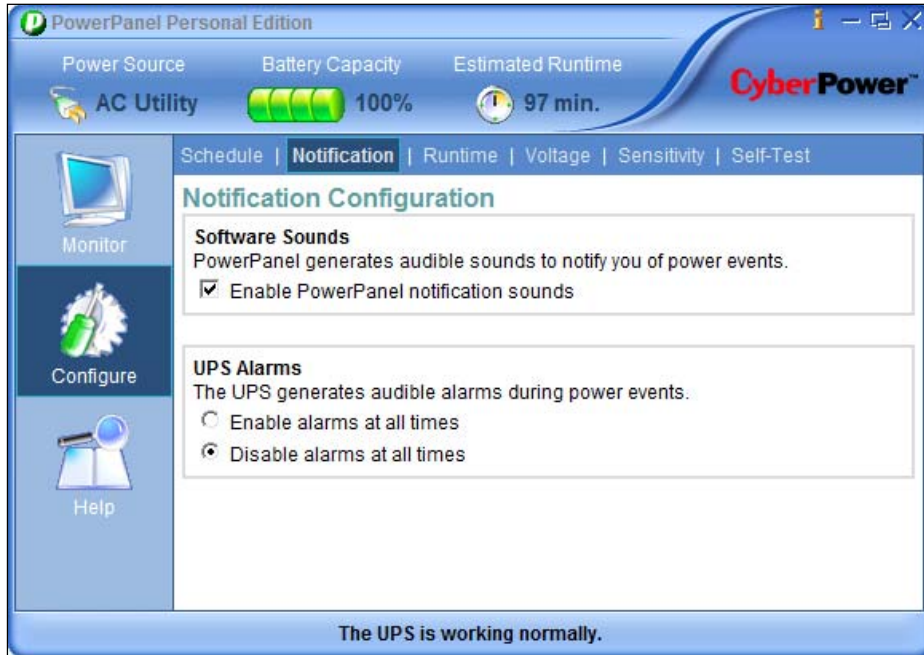 PowerPanel Personal Edition
Power Source
Battery Capacity
Estimated Runtime
AC Utility
100%
97 min.
CyberPower™
Schedule | Notification | Runtime | Voltage | Sensitivity | Self-Test
Monitor
Configure
Help
Notification Configuration
Software Sounds
PowerPanel generates audible sounds to notify you of power events.
Enable PowerPanel notification sounds
UPS Alarms
The UPS generates audible alarms during power events.
Enable alarms at all times
Disable alarms at all times
The UPS is working normally.